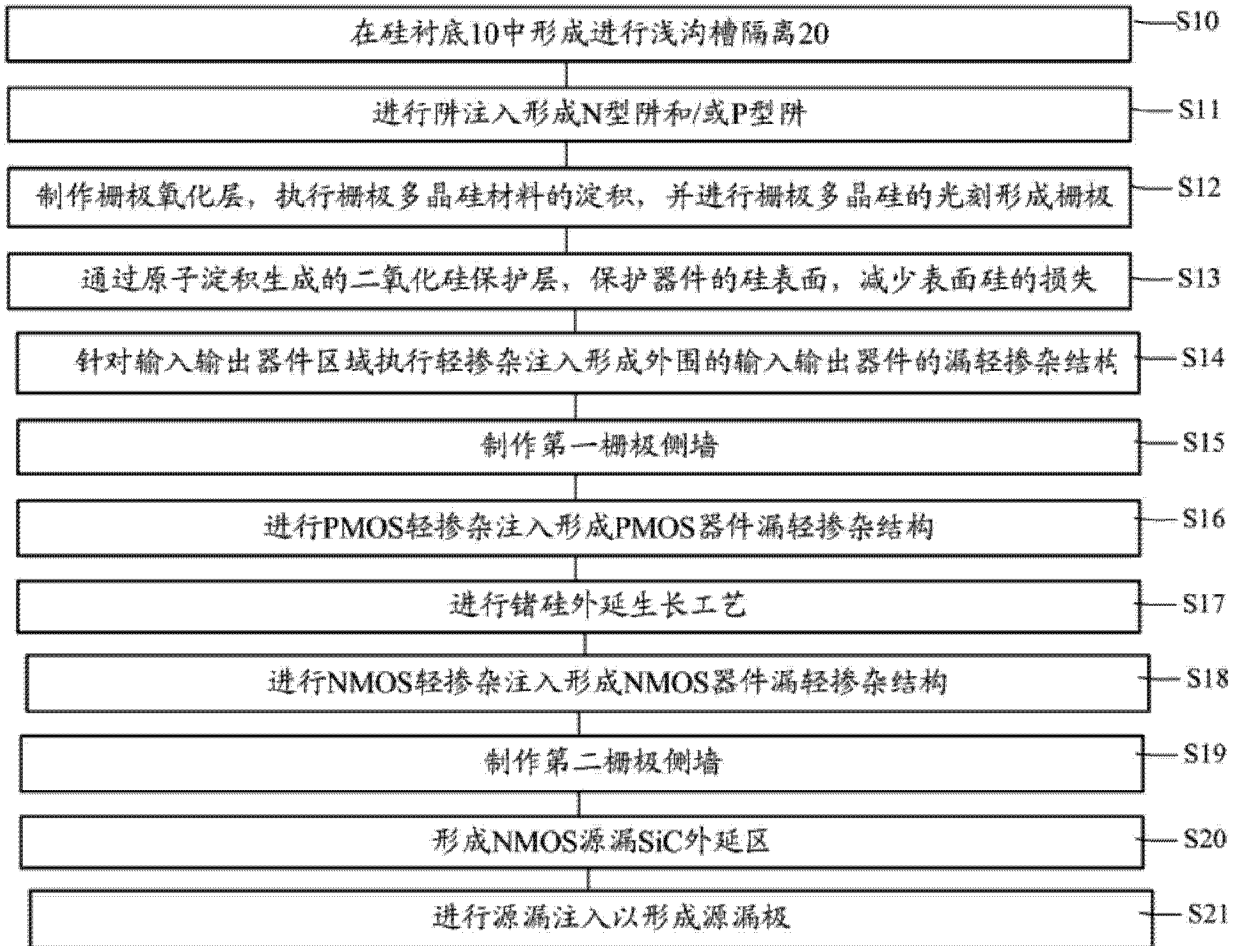 在硅衬底10中形成进行浅沟槽隔离20 S10
进行阱注入形成N型阱和/或P型阱 S11
制作栅极氧化层，执行栅极多晶硅材料的淀积，并进行栅极多晶硅的光刻形成栅极 S12
通过原子淀积生成的二氧化硅保护层，保护器件的硅表面，减少表面硅的损失 S13
针对输入输出器件区域执行轻掺杂注入形成外围的输入输出器件的漏轻掺杂结构 S14
制作第一栅极侧墙 S15
进行PMOS轻掺杂注入形成PMOS器件漏轻掺杂结构 S16
进行锗硅外延生长工艺 S17
进行NMOS轻掺杂注入形成NMOS器件漏轻掺杂结构 S18
制作第二栅极侧墙 S19
形成NMOS源漏SiC外延区 S20
进行源漏注入以形成源漏极 S21